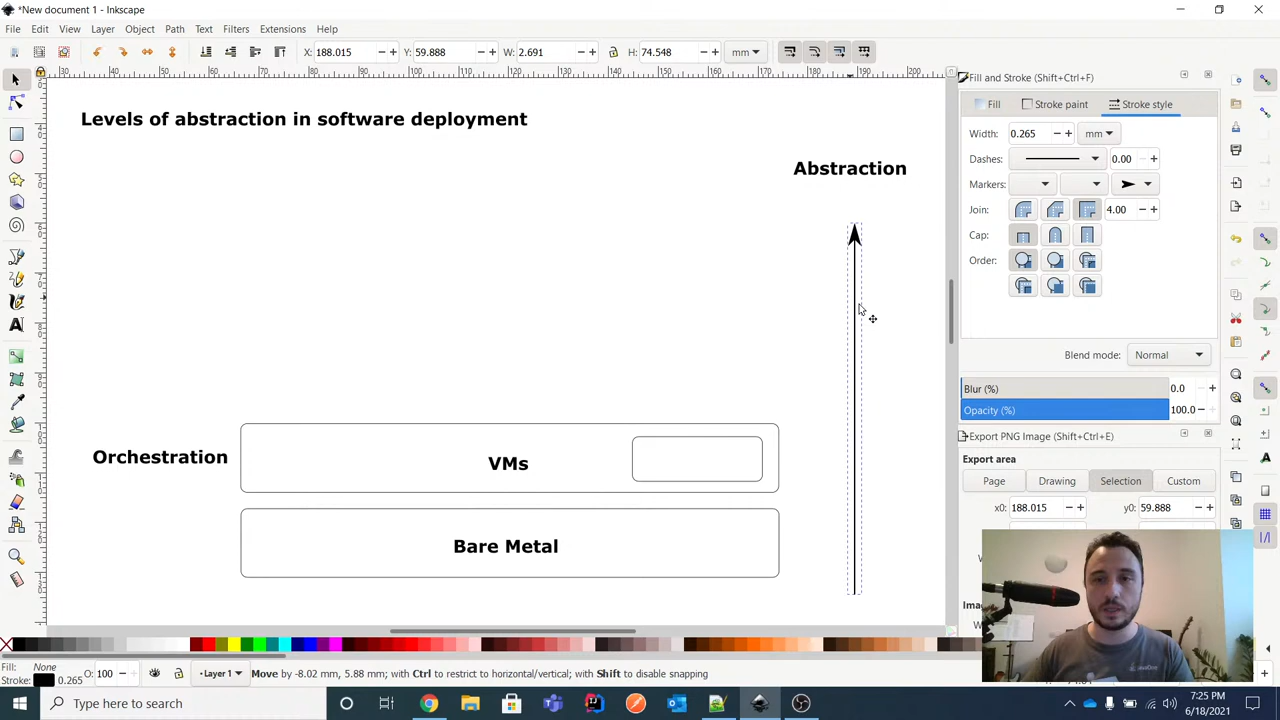 *New document 1 - Inkscape
File Edit View Layer Object Path Text Filters Extensions Help
X: 188.015 Y: 59.888 W: 2.691 H: 74.548 mm
Levels of abstraction in software deployment
Abstraction
Orchestration
VMs
Bare Metal
Fill and Stroke (Shift+Ctrl+F)
Fill Stroke paint Stroke style
Width: 0.265 mm
Dashes: 0.00
Markers:
Join: 4.00
Cap:
Order:
Blend mode: Normal
Blur (%) 0.0
Opacity (%) 100.0
Export PNG Image (Shift+Ctrl+E)
Export area
Page Drawing Selection Custom
x0: 188.015 y0: 59.888
Fill: None
Stroke: 0.265
O: 100
Layer 1
Move by -8.02 mm, 5.88 mm; with Ctrl to restrict to horizontal/vertical; with Shift to disable snapping
Type here to search
7:25 PM
6/18/2021